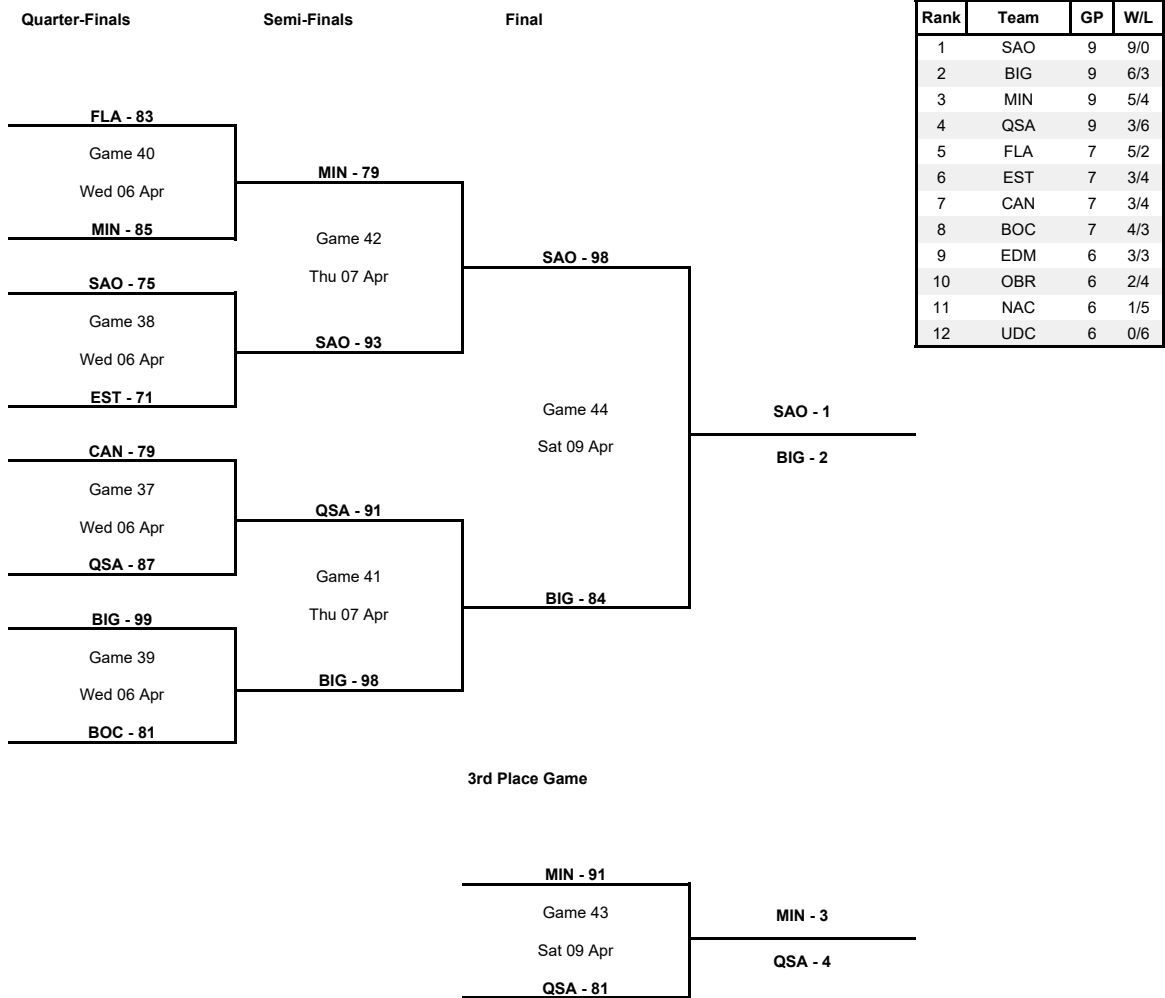 Quarter-Finals Semi-Finals Final
FLA - 83
Game 40
Wed 06 Apr
MIN - 85
SAO - 75
Game 38
Wed 06 Apr
EST - 71
CAN - 79
Game 37
Wed 06 Apr
QSA - 87
BIG - 99
Game 39
Wed 06 Apr
BOC - 81
MIN - 79
Game 42
Thu 07 Apr
SAO - 93
QSA - 91
Game 41
Thu 07 Apr
BIG - 98
SAO - 98
Game 44
Sat 09 Apr
BIG - 84
SAO - 1
BIG - 2
3rd Place Game
MIN - 91
Game 43
Sat 09 Apr
QSA - 81
MIN - 3
QSA - 4
Rank Team GP W/L
1 SAO 9 9/0
2 BIG 9 6/3
3 MIN 9 5/4
4 QSA 9 3/6
5 FLA 7 5/2
6 EST 7 3/4
7 CAN 7 3/4
8 BOC 7 4/3
9 EDM 6 3/3
10 OBR 6 2/4
11 NAC 6 1/5
12 UDC 6 0/6